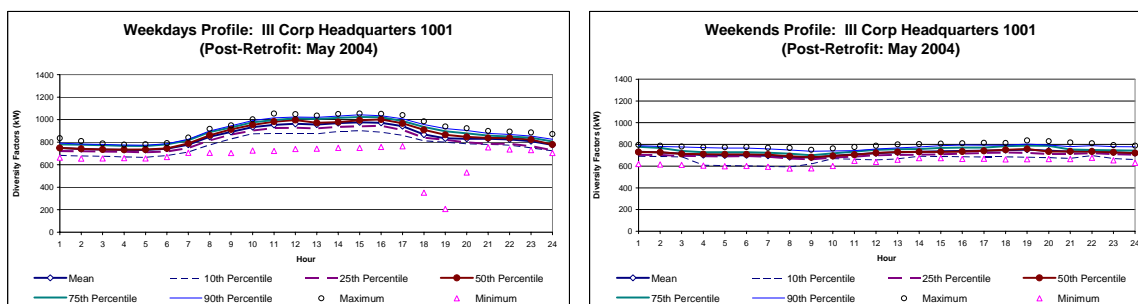 Weekdays Profile: III Corp Headquarters 1001
(Post-Retrofit: May 2004)
Diversity Factors (kW)
1400
1200
1000
800
600
400
200
0
1 2 3 4 5 6 7 8 9 10 11 12 13 14 15 16 17 18 19 20 21 22 23 24
Hour
Mean 10th Percentile 25th Percentile 50th Percentile
75th Percentile 90th Percentile Maximum Minimum
Weekends Profile: III Corp Headquarters 1001
(Post-Retrofit: May 2004)
Diversity Factors (kW)
1400
1200
1000
800
600
400
200
0
1 2 3 4 5 6 7 8 9 10 11 12 13 14 15 16 17 18 19 20 21 22 23 24
Hour
Mean 10th Percentile 25th Percentile 50th Percentile
75th Percentile 90th Percentile Maximum Minimum